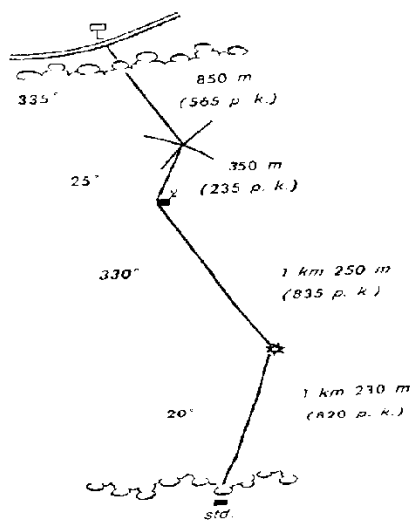 850 m
(565 p. k.)
335°
350 m
(235 p. k.)
25°
330°
1 km 250 m
(835 p. k.)
1 km 230 m
(820 p. k.)
20°
std.